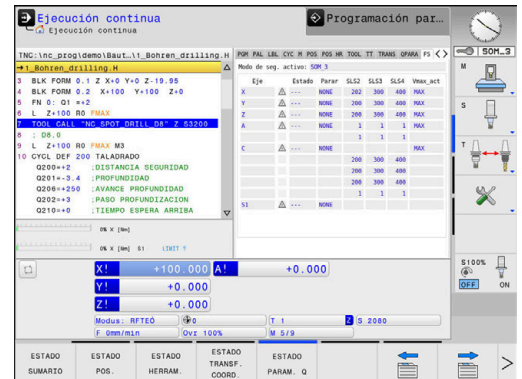 Ejecución continua
Ejecución continua
Programación par...
TNC:\nc_prog\demo\Baut…\1_Bohren_drilling.H
→1_Bohren_drilling.H
3 BLK FORM 0.1 Z X+0 Y+0 Z-19.95
4 BLK FORM 0.2 X+100 Y+100 Z+0
5 FN 0: Q1 =+2
6 L Z+100 R0 FMAX
7 TOOL CALL "NC_SPOT_DRILL_D8" Z S3200
8 ; D8,0
9 L Z+100 R0 FMAX M3
10 CYCL DEF 200 TALADRADO
Q200=+2 ;DISTANCIA SEGURIDAD
Q201=-3.4 ;PROFUNDIDAD
Q206=+250 ;AVANCE PROFUNDIDAD
Q202=+3 ;PASO PROFUNDIZACION
Q210=+0 ;TIEMPO ESPERA ARRIBA
0% X [Nm]
0% X [Nm] S1 LIMIT 1
PGM PAL LBL CYC M POS POS HR TOOL TT TRANS QPARA FS
Modo de seg. activo: SOM_3
Eje Estado Parar SLS2 SLS3 SLS4 Vmax_act
X --- NONE 202 300 400 MAX
Y --- NONE 200 300 400 MAX
Z --- NONE 200 300 400 MAX
A --- NONE 1 1 1 MAX
1 1 1
C --- NONE MAX
200 300 400
200 300 400
200 300 400
1 1 1
S1 --- NONE
SOM_3
M
S
T
S100%
OFF ON
X! +100.000 A! +0.000
Y! +0.000
Z! +0.000
Modus: RFTEÓ 0 T 1 Z S 2080
F 0mm/min Ovr 100% M 5/9
ESTADO SUMARIO
ESTADO POS.
ESTADO HERRAM.
ESTADO TRANSF. COORD.
ESTADO PARAM. Q